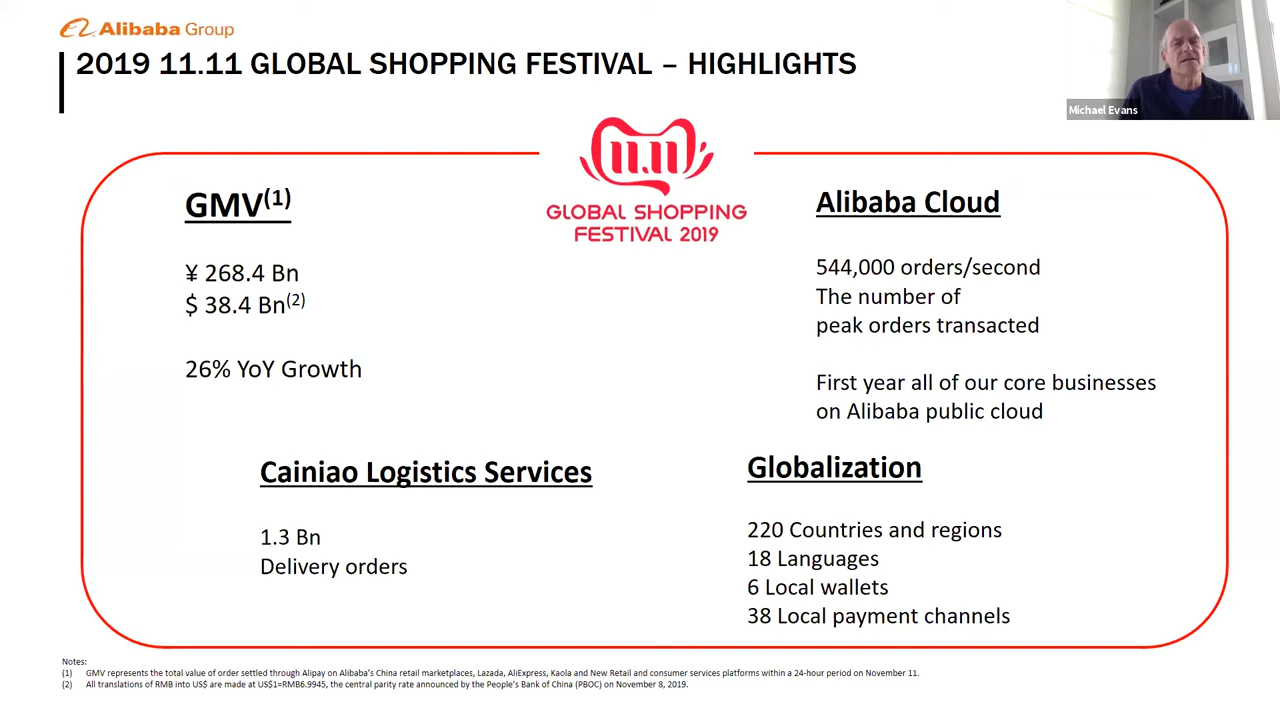 Alibaba Group
2019 11.11 GLOBAL SHOPPING FESTIVAL – HIGHLIGHTS
Michael Evans
11.11
GLOBAL SHOPPING
FESTIVAL 2019
GMV(1)
¥ 268.4 Bn
$ 38.4 Bn(2)
26% YoY Growth
Alibaba Cloud
544,000 orders/second
The number of
peak orders transacted
First year all of our core businesses
on Alibaba public cloud
Cainiao Logistics Services
1.3 Bn
Delivery orders
Globalization
220 Countries and regions
18 Languages
6 Local wallets
38 Local payment channels
Notes:
(1) GMV represents the total value of order settled through Alipay on Alibaba's China retail marketplaces, Lazada, AliExpress, Kaola and New Retail and consumer services platforms within a 24-hour period on November 11.
(2) All translations of RMB into US$ are made at US$1=RMB6.9945, the central parity rate announced by the People's Bank of China (PBOC) on November 8, 2019.